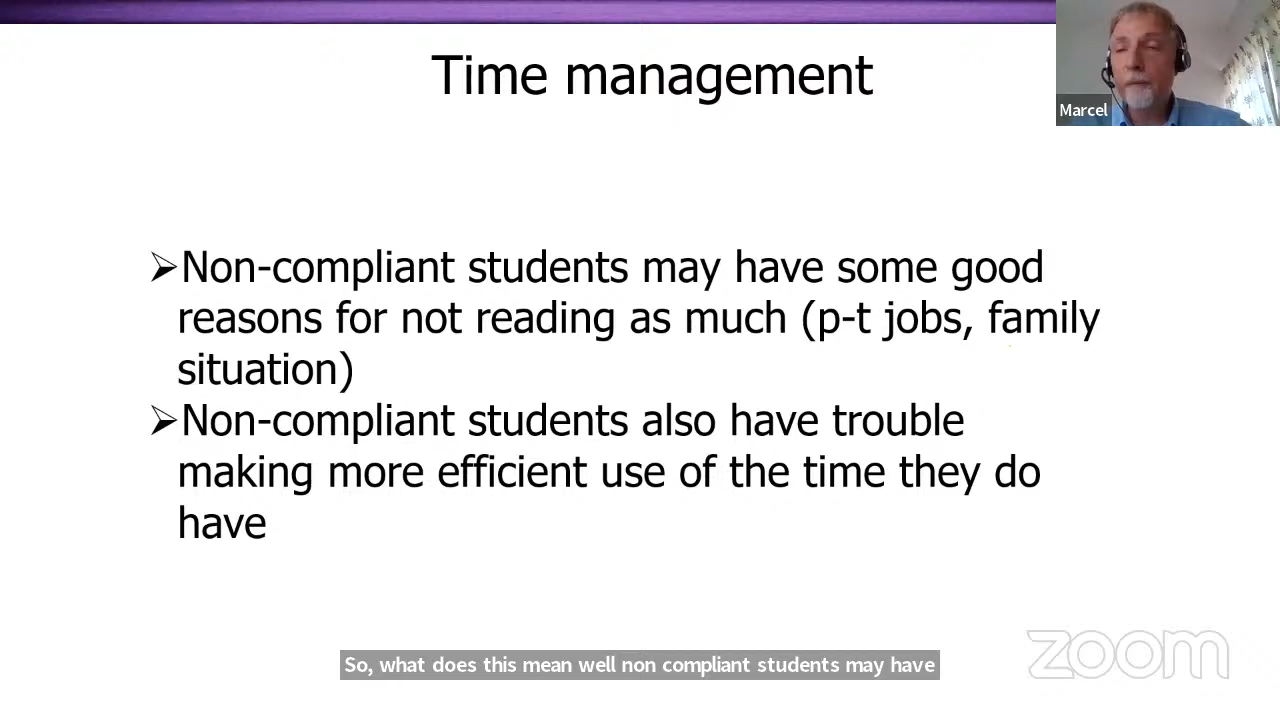 Time management
Marcel
➢Non-compliant students may have some good
reasons for not reading as much (p-t jobs, family
situation)
➢Non-compliant students also have trouble
making more efficient use of the time they do
have
So, what does this mean well non compliant students may have
zoom